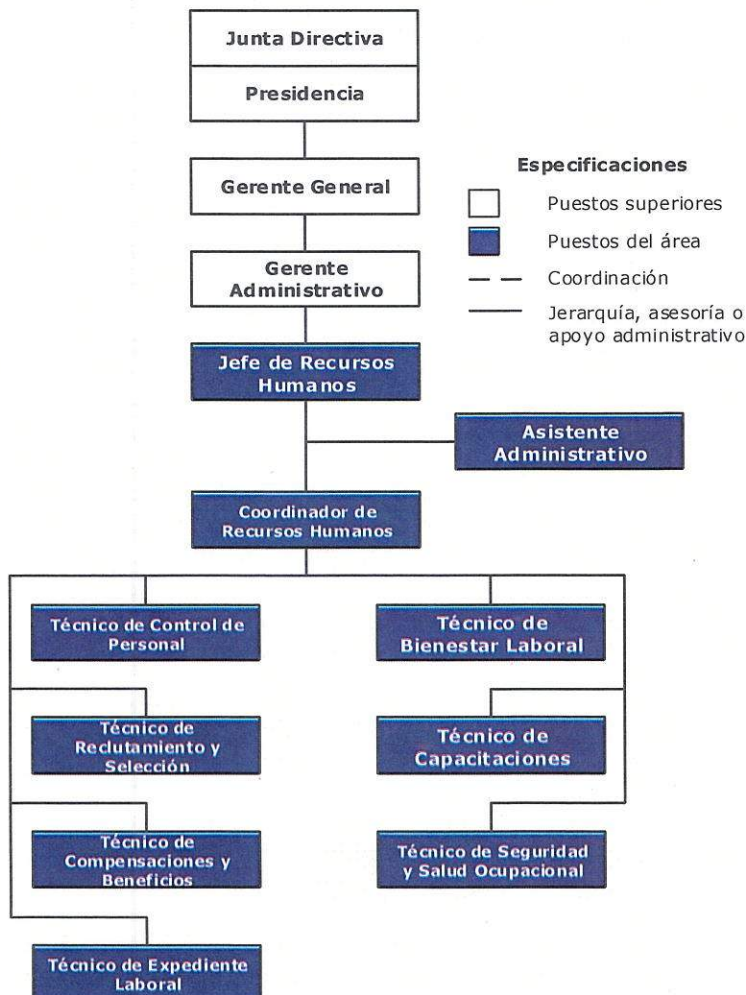 Junta Directiva
Presidencia
Gerente General
Gerente
Administrativo
Especificaciones
Puestos superiores
Puestos del área
Coordinación
Jerarquía, asesoría o
apoyo administrativo
Jefe de Recursos
Humanos
Asistente
Administrativo
Coordinador de
Recursos Humanos
Técnico de Control de
Personal
Técnico de
Bienestar Laboral
Técnico de
Reclutamiento y
Selección
Técnico de
Capacitaciones
Técnico de
Compensaciones y
Beneficios
Técnico de Seguridad
y Salud Ocupacional
Técnico de Expediente
Laboral